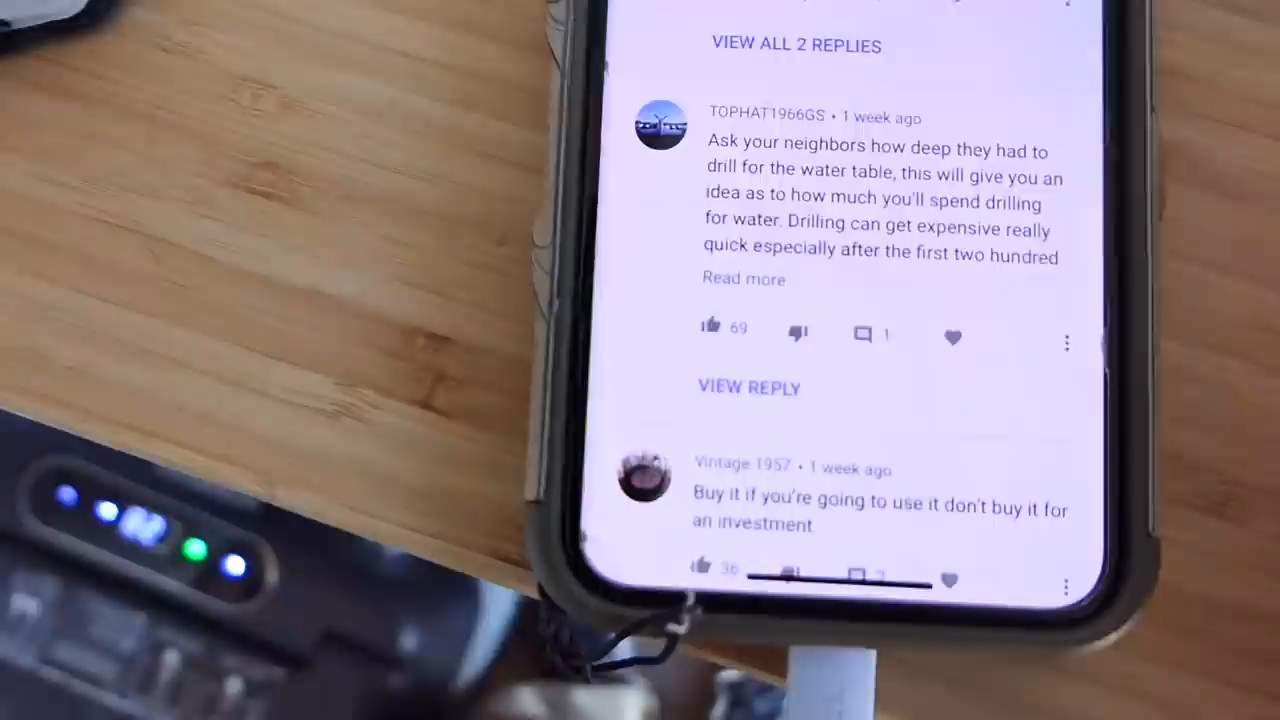 VIEW ALL 2 REPLIES
TOPHAT1966GS • 1 week ago
Ask your neighbors how deep they had to
drill for the water table, this will give you an
idea as to how much you'll spend drilling
for water. Drilling can get expensive really
quick especially after the first two hundred
Read more
69
1
VIEW REPLY
Vintage 1957 • 1 week ago
Buy it if you're going to use it don't buy it for
an investment
36